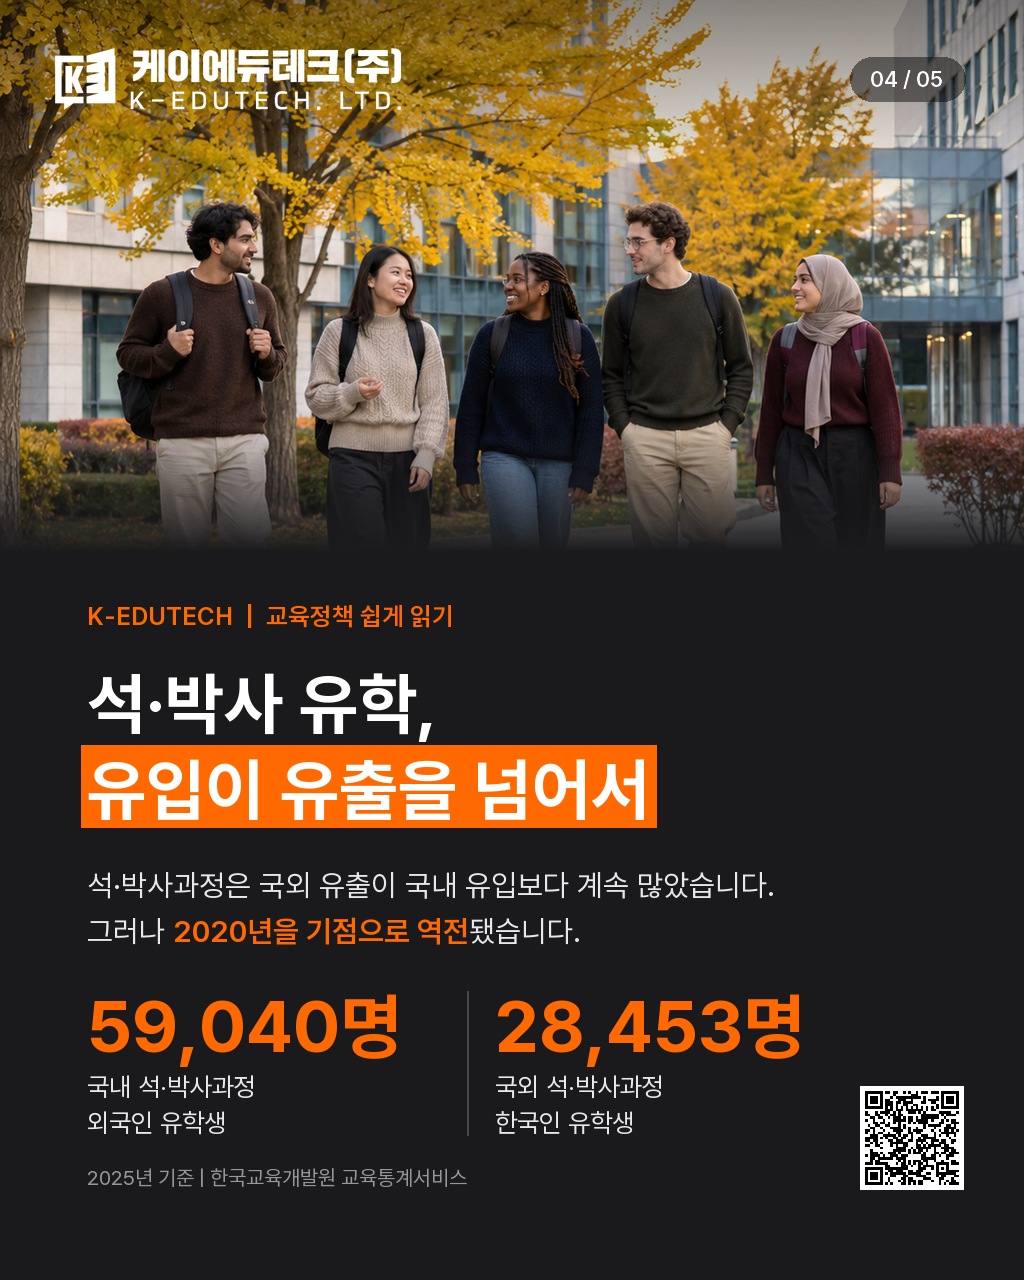 케이에듀테크(주)
K-EDUTECH. LTD.
04 / 05
K-EDUTECH | 교육정책 쉽게 읽기
석·박사 유학,
유입이 유출을 넘어서
석·박사과정은 국외 유출이 국내 유입보다 계속 많았습니다.
그러나 2020년을 기점으로 역전됐습니다.
59,040명
국내 석·박사과정
외국인 유학생
28,453명
국외 석·박사과정
한국인 유학생
2025년 기준 | 한국교육개발원 교육통계서비스